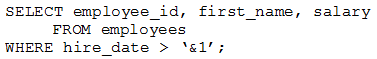 SELECT employee_id, first_name, salary
FROM employees
WHERE hire_date > ‘&1’;